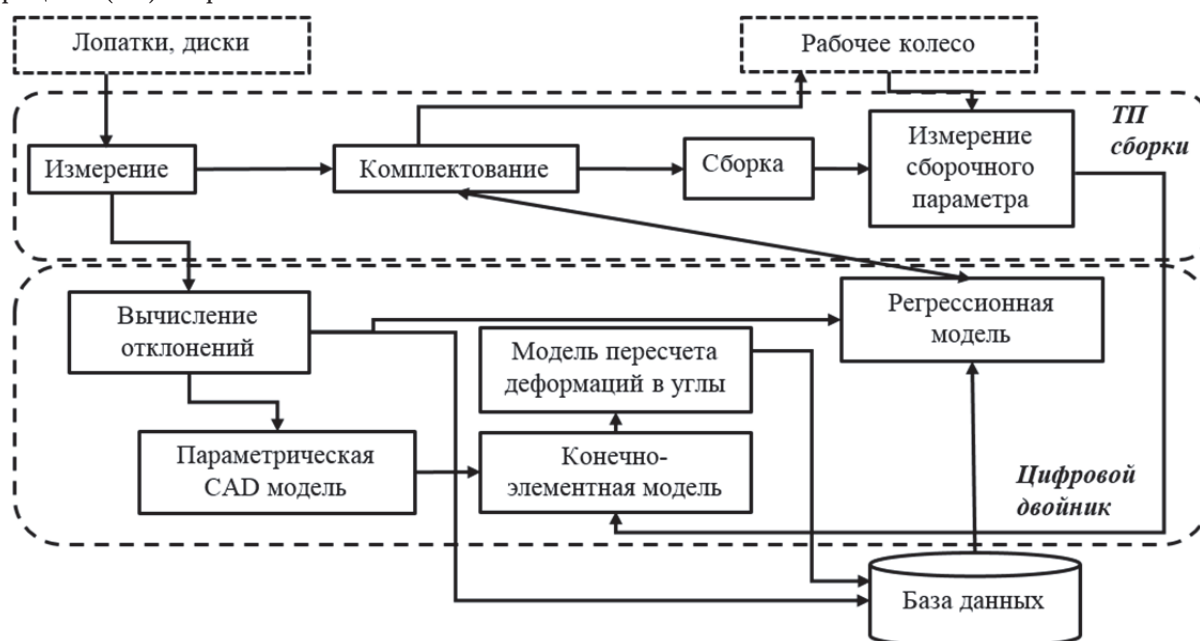 Лопатки, диски
Рабочее колесо
ТП
сборки
Измерение
Комплектование
Сборка
Измерение
сборочного
параметра
Вычисление
отклонений
Модель пересчета
деформаций в углы
Регрессионная
модель
Параметрическая
CAD модель
Конечно-
элементная модель
Цифровой
двойник
База данных